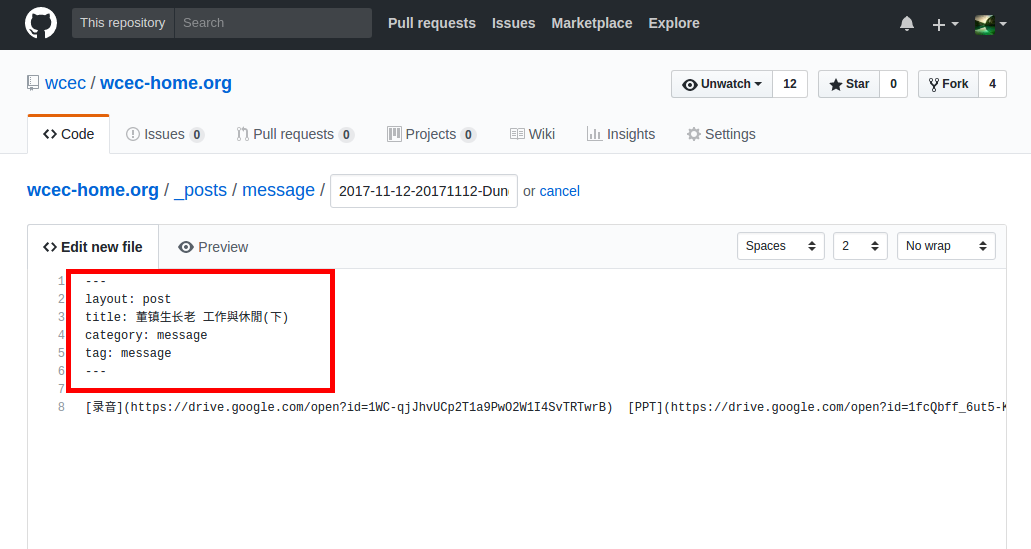 This repository Search Pull requests Issues Marketplace Explore
wcec / wcec-home.org Unwatch 12 Star 0 Fork 4
Code Issues 0 Pull requests 0 Projects 0 Wiki Insights Settings
wcec-home.org / _posts / message / 2017-11-12-20171112-Dun or cancel
Edit new file Preview Spaces 2 No wrap
1 ---
2 layout: post
3 title: 董镇生长老 工作與休閒(下)
4 category: message
5 tag: message
6 ---
7
8 [录音](https://drive.google.com/open?id=1WC-qjJhvUCp2T1a9PwO2W1I4SvTRTwrB) [PPT](https://drive.google.com/open?id=1fcQbff_6ut5-K